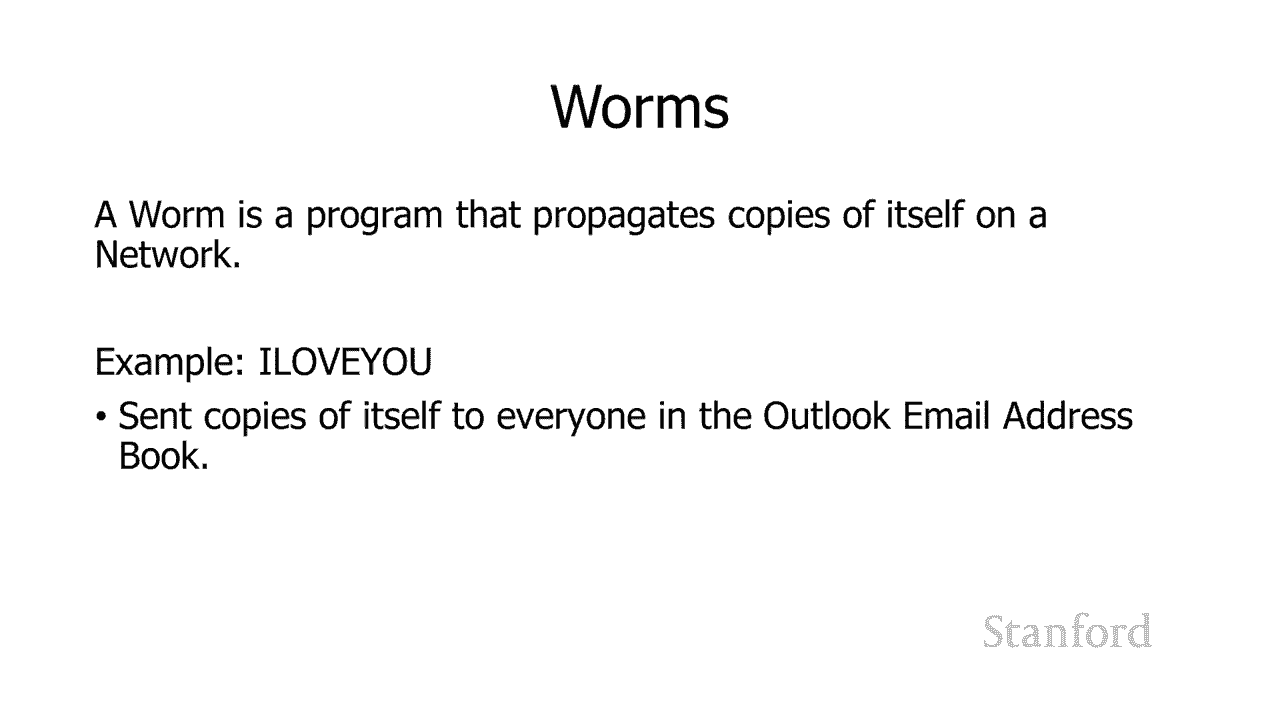 Worms
A Worm is a program that propagates copies of itself on a
Network.
Example: ILOVEYOU
• Sent copies of itself to everyone in the Outlook Email Address
Book.
Stanford